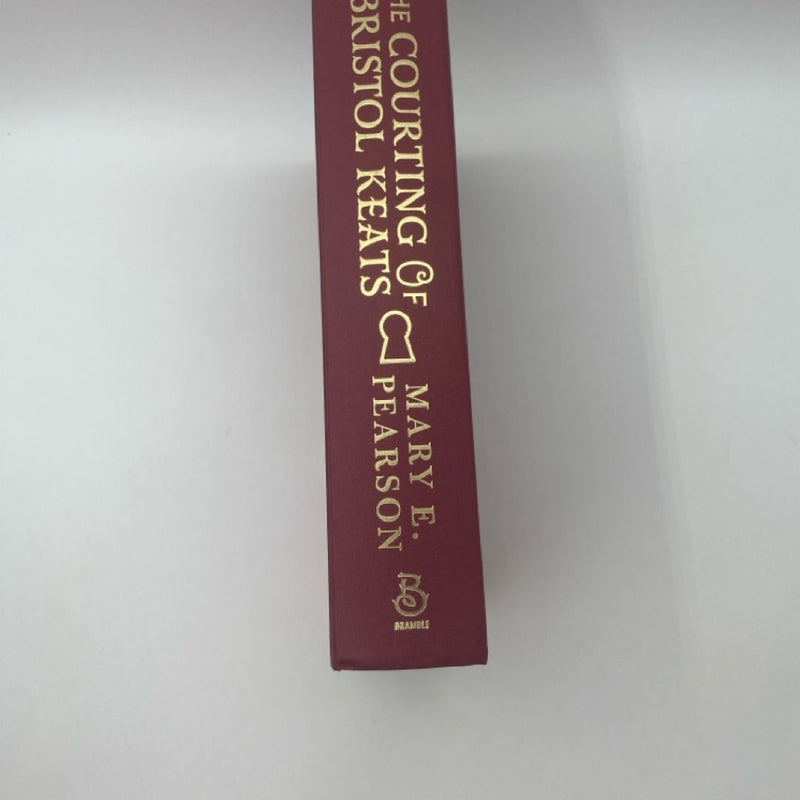 HE COURTING OF
BRISTOL KEATS
MARY E.
PEARSON
B
BRAMBLE